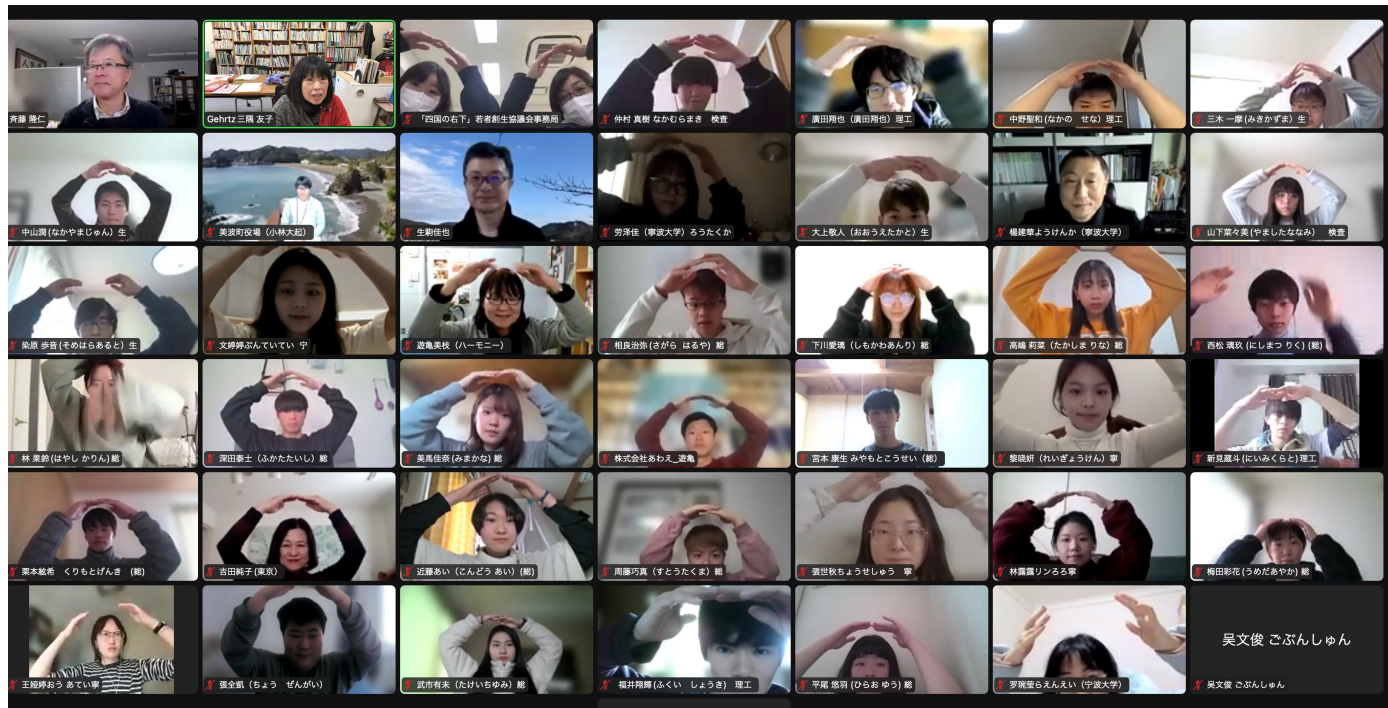 斉藤 隆仁
Gehrtz三隅 友子
「四国の右下」若者創生協議会事務局
仲村 真樹 なかむらまき 検査
廣田翔也（廣田翔也）理工
中野聖和(なかの せな) 理工
三木 一摩(みきかずま）生
中山潤(なかやまじゅん）生
美波町役場（小林大起）
生駒佳也
劳泽佳（寧波大学）ろうたくか
大上敬人（おおうえたかと）生
楊建華ようけんか（寧波大学）
山下菜々美(やましたななみ） 検査
染原 歩音(そめはらあると）生
文婷婷ぶんていてい 宁
遊亀美枝（ハーモニー）
相良治弥(さがら はるや) 総
下川愛璃（しもかわあんり）総
高嶋 莉菜（たかしま りな）総
西松 璃玖（にしまつ りく）(総)
林 果鈴(はやし かりん) 総
深田泰士（ふかたたいし）総
美馬佳奈(みまかな) 総
株式会社あわえ_遊亀
宮本 康生 みやもとこうせい（総）
黎晓妍（れいぎょうけん）寧
新見蔵斗(にいみくらと)理工
栗本絃希 くりもとげんき (総)
吉田純子(東京）
近藤あい（こんどう あい）(総)
周藤巧真（すとうたくま）総
張世秋ちょうせしゅう 寧
林露露リンろろ寧
梅田彩花(うめだあやか) 総
王娅婷おう あてい寧
張全凱（ちょう ぜんがい）
武市有未（たけいちゆみ）総
福井翔輝(ふくい しょうき) 理工
平尾 悠羽(ひらお ゆう) 総
罗琬莹らえんえい（宁波大学）
吴文俊 ごぶんしゅん
吴文俊 ごぶんしゅん